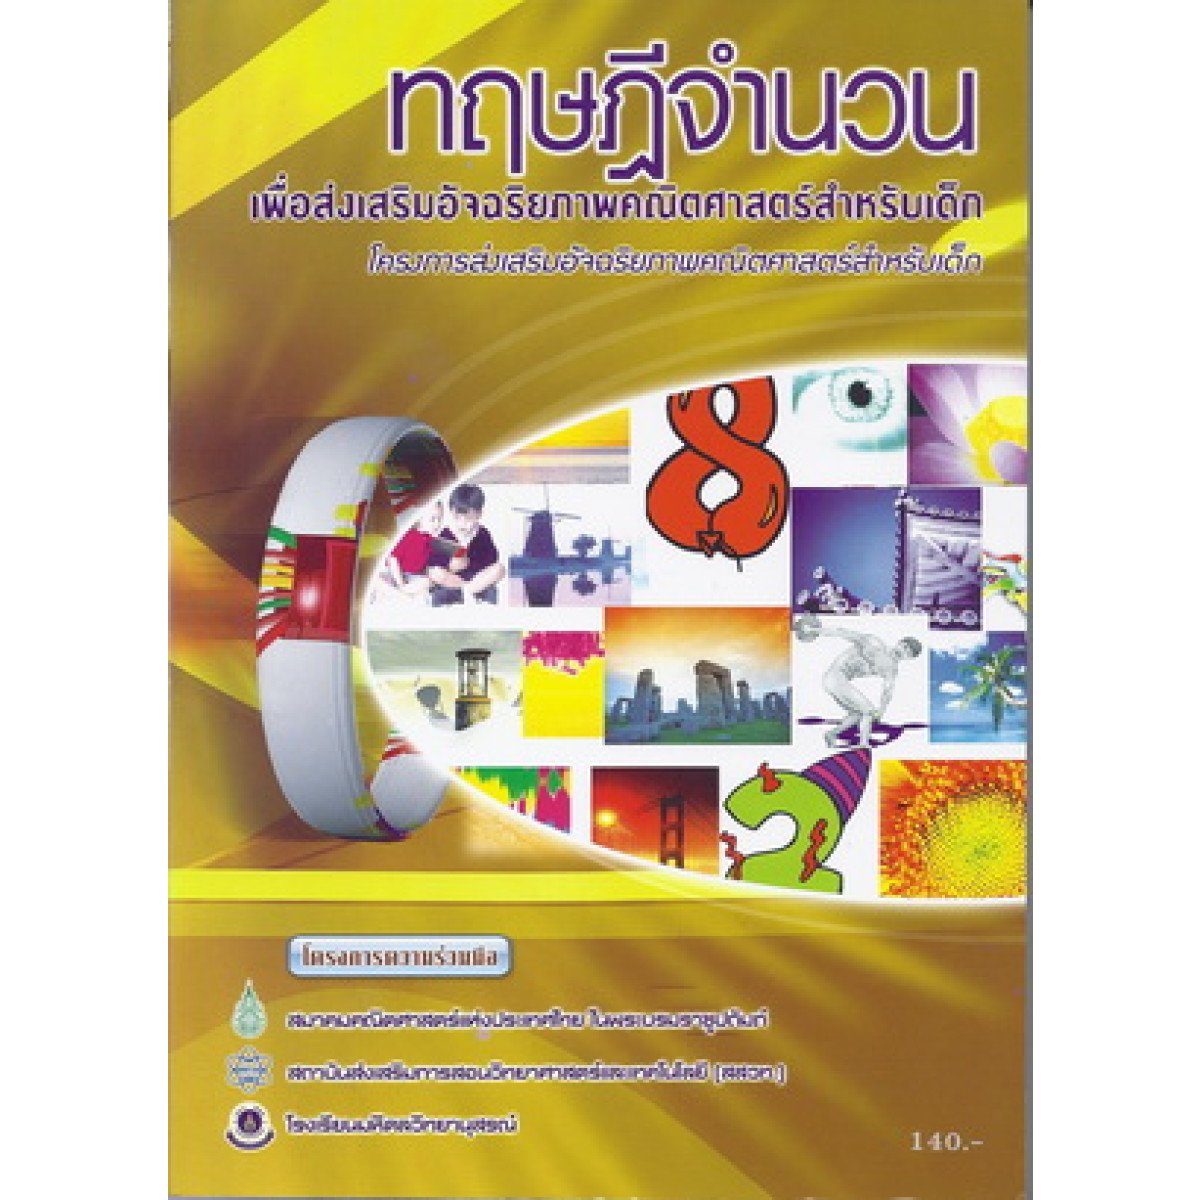 ทฤษฎีจำนวน
เพื่อส่งเสริมอัจฉริยภาพคณิตศาสตร์สำหรับเด็ก
โครงการส่งเสริมอัจฉริยภาพคณิตศาสตร์สำหรับเด็ก
โครงการความร่วมมือ
สมาคมคณิตศาสตร์แห่งประเทศไทย ในพระบรมราชูปถัมภ์
สถาบันส่งเสริมการสอนวิทยาศาสตร์และเทคโนโลยี (สสวท.)
โรงเรียนมหิดลวิทยานุสรณ์
140.-